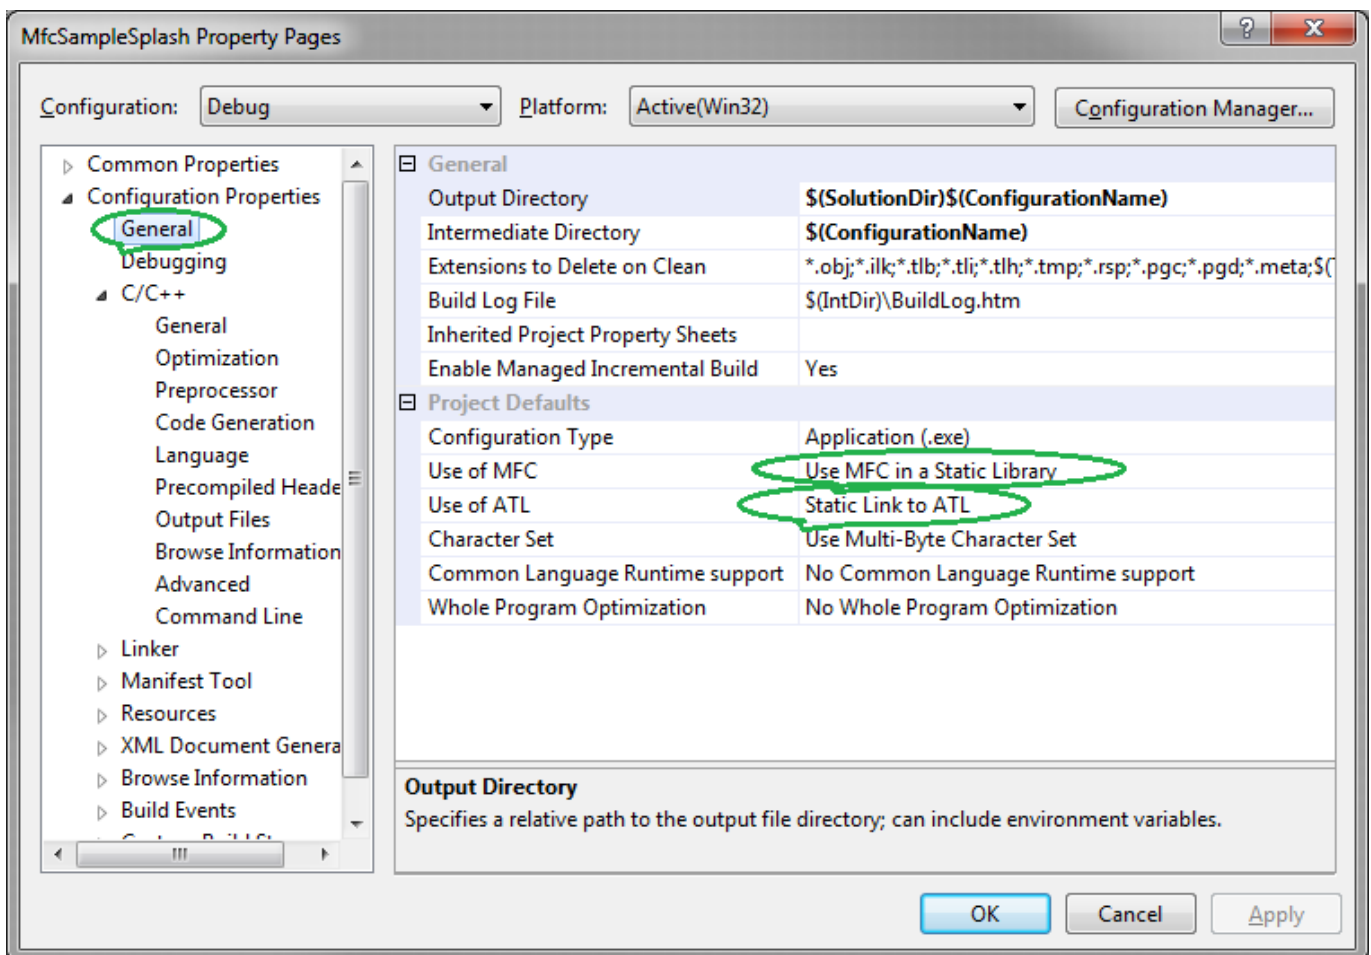 MfcSampleSplash Property Pages
Configuration: Debug Platform: Active(Win32) Configuration Manager...
Common Properties
Configuration Properties
General
Debugging
C/C++
General
Optimization
Preprocessor
Code Generation
Language
Precompiled Heade
Output Files
Browse Information
Advanced
Command Line
Linker
Manifest Tool
Resources
XML Document Genera
Browse Information
Build Events
General
Output Directory $(SolutionDir)$(ConfigurationName)
Intermediate Directory $(ConfigurationName)
Extensions to Delete on Clean *.obj;*.ilk;*.tlb;*.tli;*.tlh;*.tmp;*.rsp;*.pgc;*.pgd;*.meta;$(
Build Log File $(IntDir)\BuildLog.htm
Inherited Project Property Sheets
Enable Managed Incremental Build Yes
Project Defaults
Configuration Type Application (.exe)
Use of MFC Use MFC in a Static Library
Use of ATL Static Link to ATL
Character Set Use Multi-Byte Character Set
Common Language Runtime support No Common Language Runtime support
Whole Program Optimization No Whole Program Optimization
Output Directory
Specifies a relative path to the output file directory; can include environment variables.
OK Cancel Apply